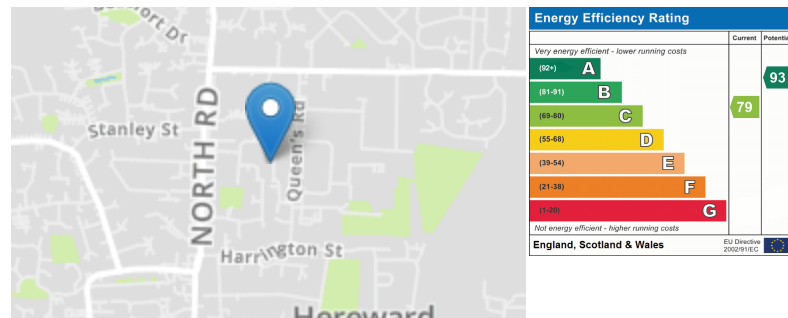 Stanley St
NORTH RD
Queen's Rd
Harrington St
Hereward
Energy Efficiency Rating
Current
Very energy efficient - lower running costs
(92+) A
93
(81-91) B
(69-80) C
79
(55-68) D
(39-54) E
(21-38) F
(1-20) G
Not energy efficient - higher running costs
England, Scotland & Wales
EU Directive
2002/91/EC